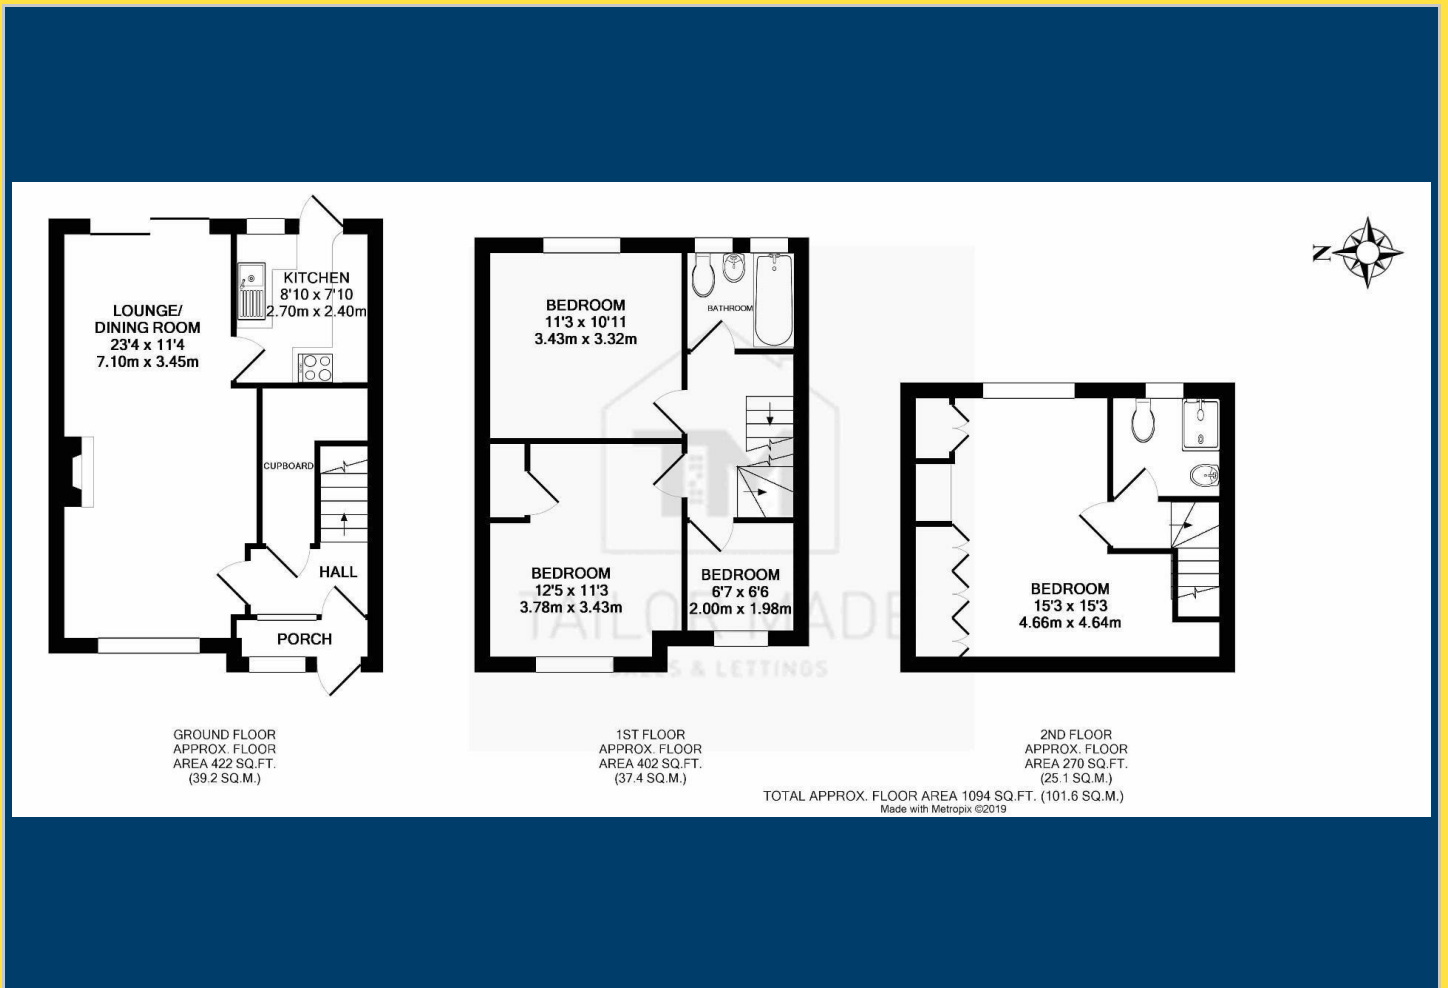 KITCHEN
8'10 x 7'10
2.70m x 2.40m
LOUNGE/
DINING ROOM
23'4 x 11'4
7.10m x 3.45m
CUPBOARD
HALL
PORCH
GROUND FLOOR
APPROX. FLOOR
AREA 422 SQ.FT.
(39.2 SQ.M.)
BEDROOM
11'3 x 10'11
3.43m x 3.32m
BATHROOM
BEDROOM
12'5 x 11'3
3.78m x 3.43m
BEDROOM
6'7 x 6'6
2.00m x 1.98m
TM
TAILOR MADE
SALES & LETTINGS
1ST FLOOR
APPROX. FLOOR
AREA 402 SQ.FT.
(37.4 SQ.M.)
N
BEDROOM
15'3 x 15'3
4.66m x 4.64m
2ND FLOOR
APPROX. FLOOR
AREA 270 SQ.FT.
(25.1 SQ.M.)
TOTAL APPROX. FLOOR AREA 1094 SQ.FT. (101.6 SQ.M.)
Made with Metropix ©2019